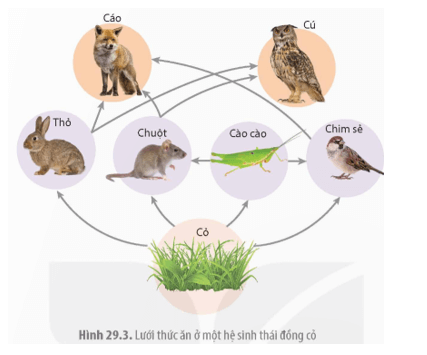 Cáo
Cú
Thỏ
Chuột
Cào cào
Chim sẻ
Cỏ
Hình 29.3. Lưới thức ăn ở một hệ sinh thái đồng cỏ